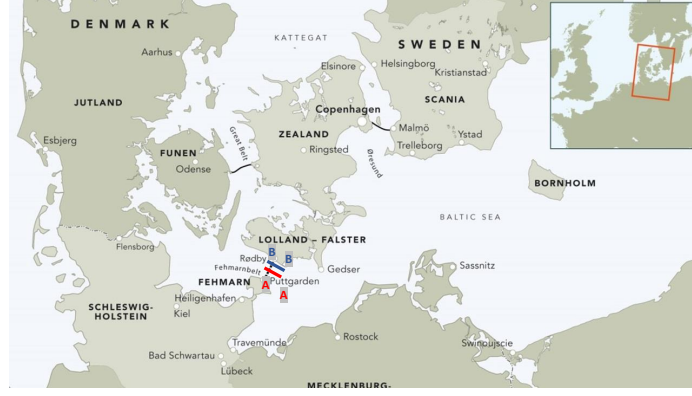 DENMARK
KATTEGAT
SWEDEN
Aarhus
Elsinore
Helsingborg
Kristianstad
JUTLAND
SCANIA
Copenhagen
Esbjerg
ZEALAND
Malmö
Ystad
Great Belt
FUNEN
Ringsted
Trelleborg
Odense
Øresund
BORNHOLM
BALTIC SEA
Flensborg
LOLLAND – FALSTER
B
B
Rødby
Fehmarnbelt
Gedser
Sassnitz
FEHMARN
Puttgarden
A
A
Heiligenhafen
SCHLESWIG-
HOLSTEIN
Kiel
Travemünde
Rostock
Swinoujscie
Bad Schwartau
Lübeck
MECKLENBURG-